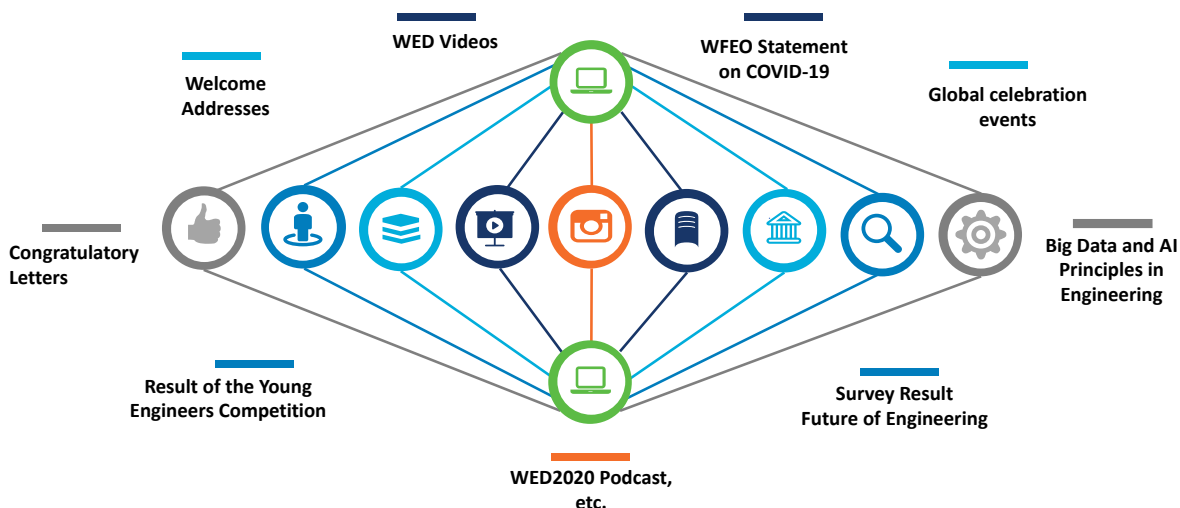 WED Videos
WFEO Statement
on COVID-19
Welcome
Addresses
Global celebration
events
Congratulatory
Letters
Big Data and AI
Principles in
Engineering
Result of the Young
Engineers Competition
Survey Result
Future of Engineering
WED2020 Podcast,
etc.